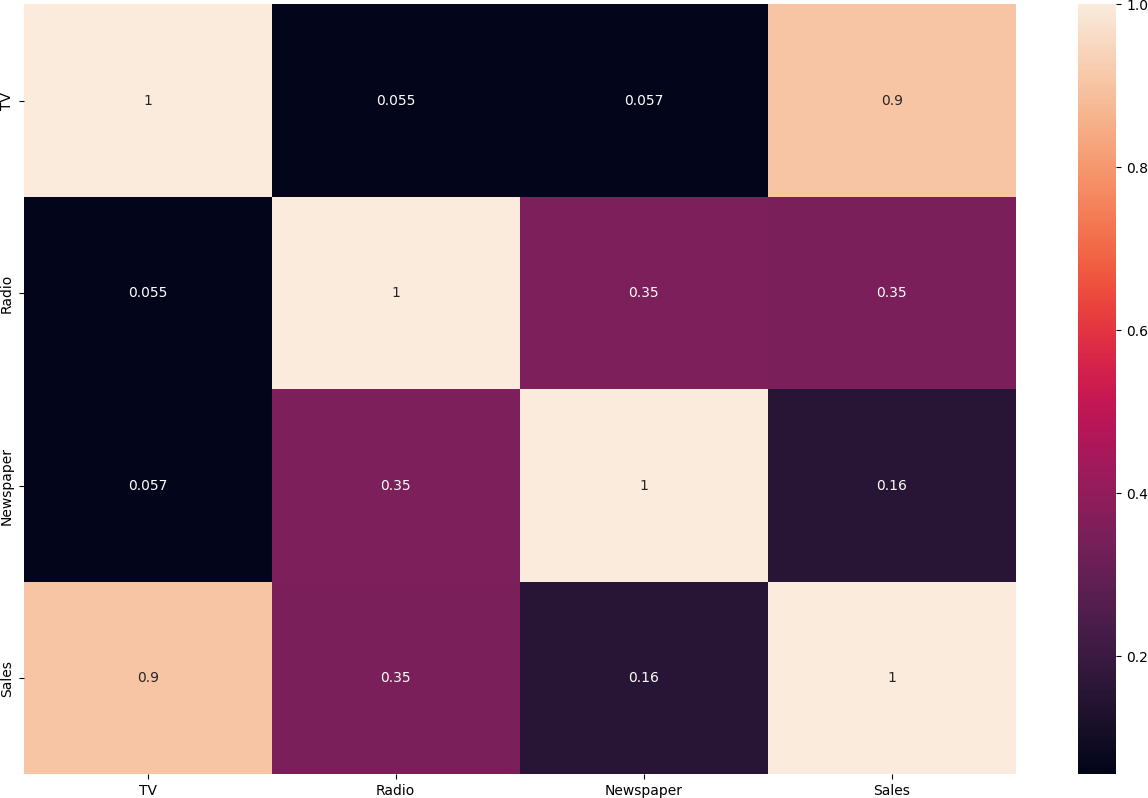 1.0
TV 1 0.055 0.057 0.9
0.8
Radio 0.055 1 0.35 0.35
0.6
Newspaper 0.057 0.35 1 0.16
0.4
Sales 0.9 0.35 0.16 1
0.2
TV Radio Newspaper Sales